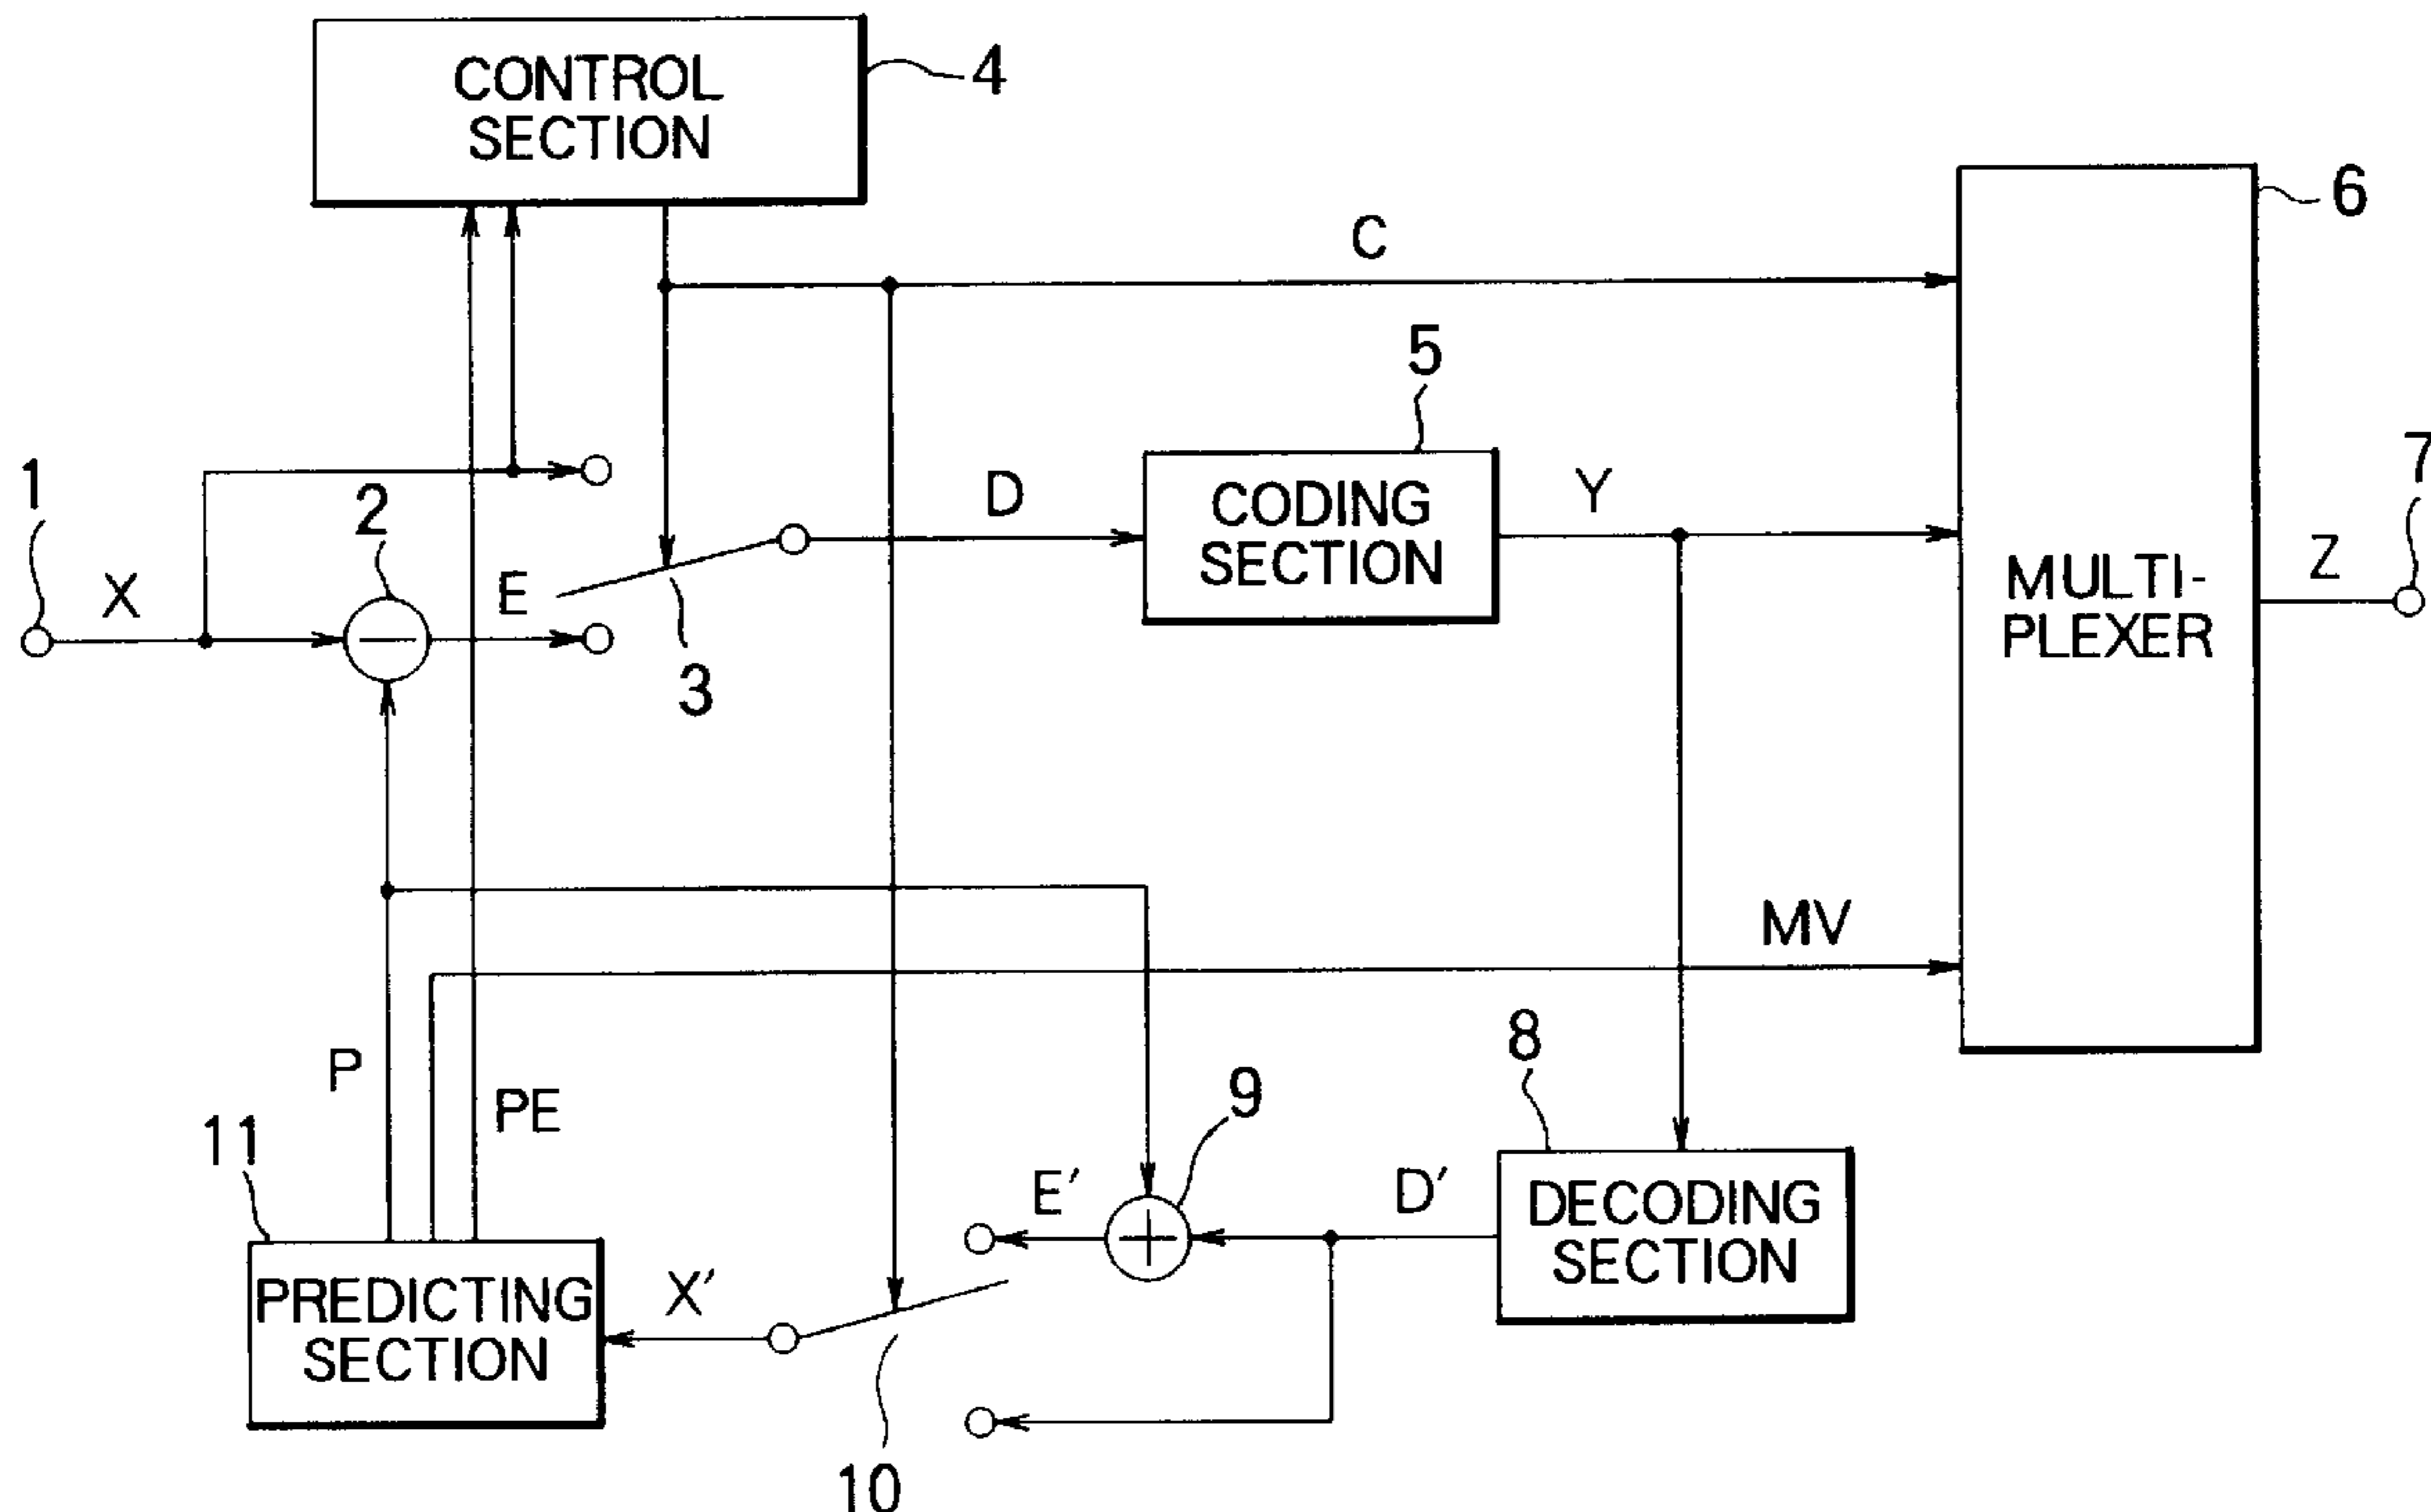 CONTROL
SECTION
4
6
C
5
1
2
X
E
3
D
CODING
SECTION
Y
MULTI-
PLEXER
7
Z
MV
P
PE
8
9
11
E'
D'
DECODING
SECTION
PREDICTING
SECTION
X'
10